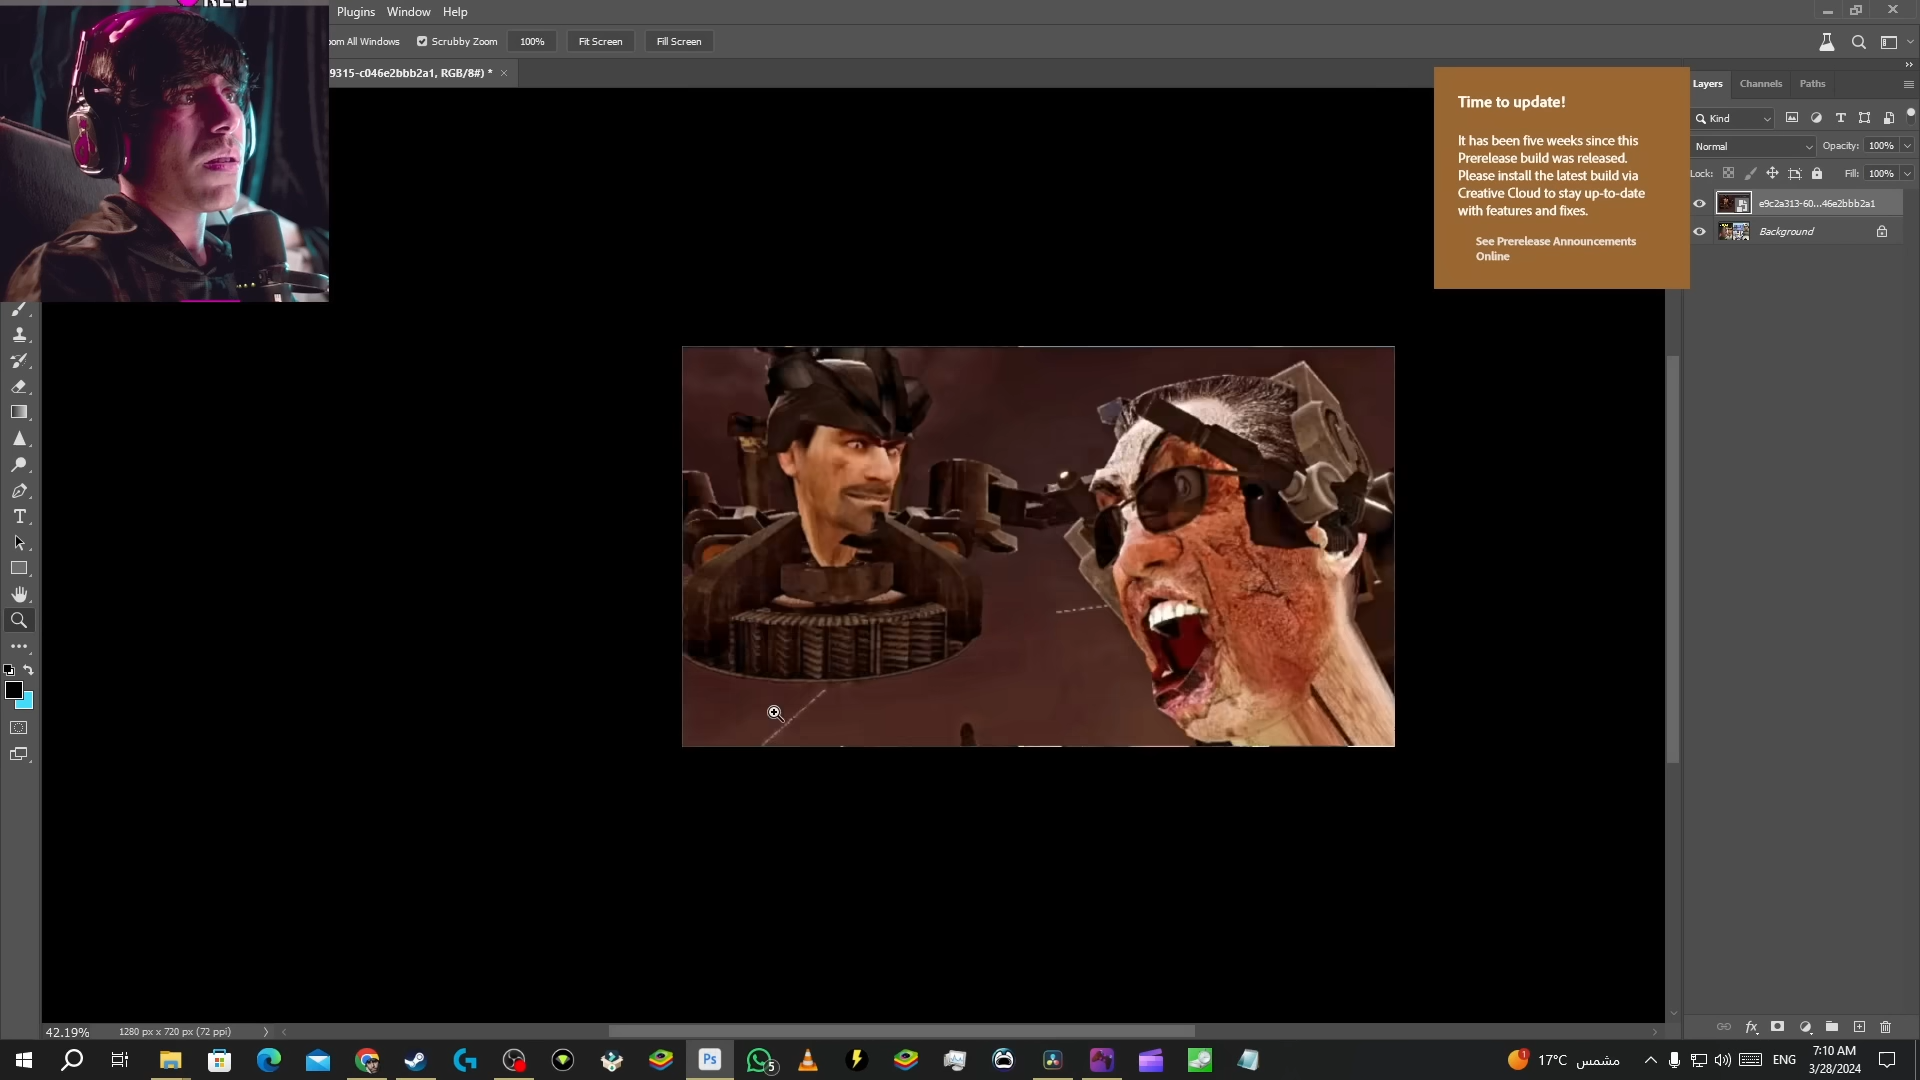 Plugins Window Help
Scrubby Zoom 100% Fit Screen Fill Screen
9315-c046e2bbb2a1, RGB/8#) *
Time to update!
It has been five weeks since this
Prerelease build was released.
Please install the latest build via
Creative Cloud to stay up-to-date
with features and fixes.
See Prerelease Announcements
Online
Layers Channels Paths
Kind
Normal Opacity: 100%
Lock: Fill: 100%
e9c2a313-60...46e2bbb2a1
Background
42.19% 1280 px x 720 px (72 ppi)
Ps
5
1
17°C مشمس
ENG
7:10 AM
3/28/2024